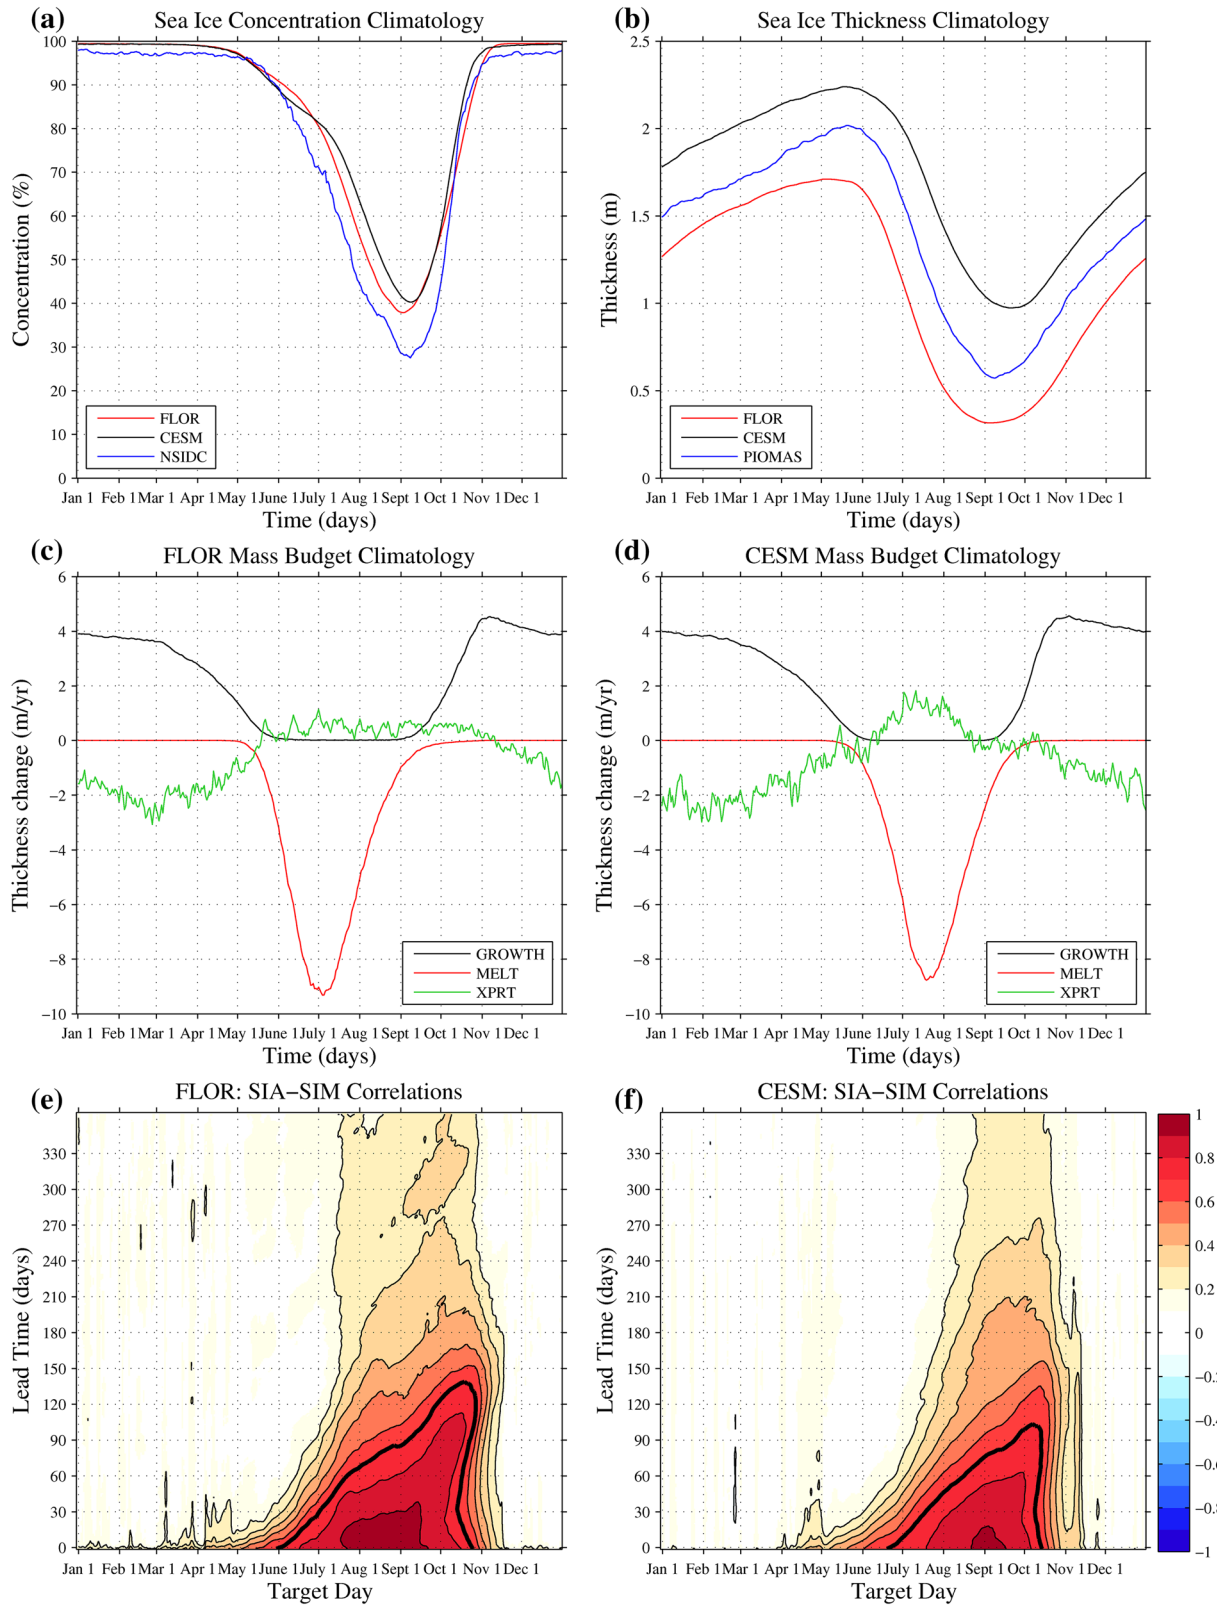 (a) Sea Ice Concentration Climatology
100
90
80
70
60
50
40
30
20
10
0
Concentration (%)
FLOR
CESM
NSIDC
Jan 1 Feb 1 Mar 1 Apr 1 May 1 June 1 July 1 Aug 1 Sept 1 Oct 1 Nov 1 Dec 1
Time (days)
(b) Sea Ice Thickness Climatology
2.5
2
1.5
1
0.5
0
Thickness (m)
FLOR
CESM
PIOMAS
Jan 1 Feb 1 Mar 1 Apr 1 May 1 June 1 July 1 Aug 1 Sept 1 Oct 1 Nov 1 Dec 1
Time (days)
(c) FLOR Mass Budget Climatology
6
4
2
0
−2
−4
−6
−8
−10
Thickness change (m/yr)
GROWTH
MELT
XPRT
Jan 1 Feb 1 Mar 1 Apr 1 May 1 June 1 July 1 Aug 1 Sept 1 Oct 1 Nov 1 Dec 1
Time (days)
(d) CESM Mass Budget Climatology
6
4
2
0
−2
−4
−6
−8
−10
Thickness change (m/yr)
GROWTH
MELT
XPRT
Jan 1 Feb 1 Mar 1 Apr 1 May 1 June 1 July 1 Aug 1 Sept 1 Oct 1 Nov 1 Dec 1
Time (days)
(e) FLOR: SIA−SIM Correlations
330
300
270
240
210
180
150
120
90
60
30
0
Lead Time (days)
Jan 1 Feb 1 Mar 1 Apr 1 May 1 June 1 July 1 Aug 1 Sept 1 Oct 1 Nov 1 Dec 1
Target Day
(f) CESM: SIA−SIM Correlations
330
300
270
240
210
180
150
120
90
60
30
0
Lead Time (days)
Jan 1 Feb 1 Mar 1 Apr 1 May 1 June 1 July 1 Aug 1 Sept 1 Oct 1 Nov 1 Dec 1
Target Day
1
0.8
0.6
0.4
0.2
0
−0.2
−0.4
−0.6
−0.8
−1